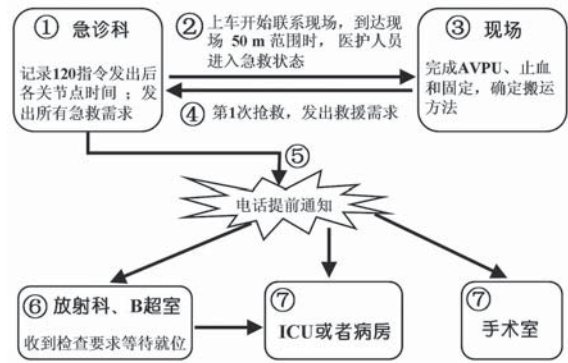 ① 急诊科
记录120指令发出后
各关节点时间 ；发
出所有急救需求
② 上车开始联系现场，到达现
场 50 m 范围时，医护人员
进入急救状态
③ 现场
完成AVPU、止血
和固定，确定搬运
方法
④ 第1次抢救，发出救援需求
⑤
电话提前通知
⑥ 放射科、B超室
收到检查要求等待就位
⑦
ICU或者病房
⑦
手术室